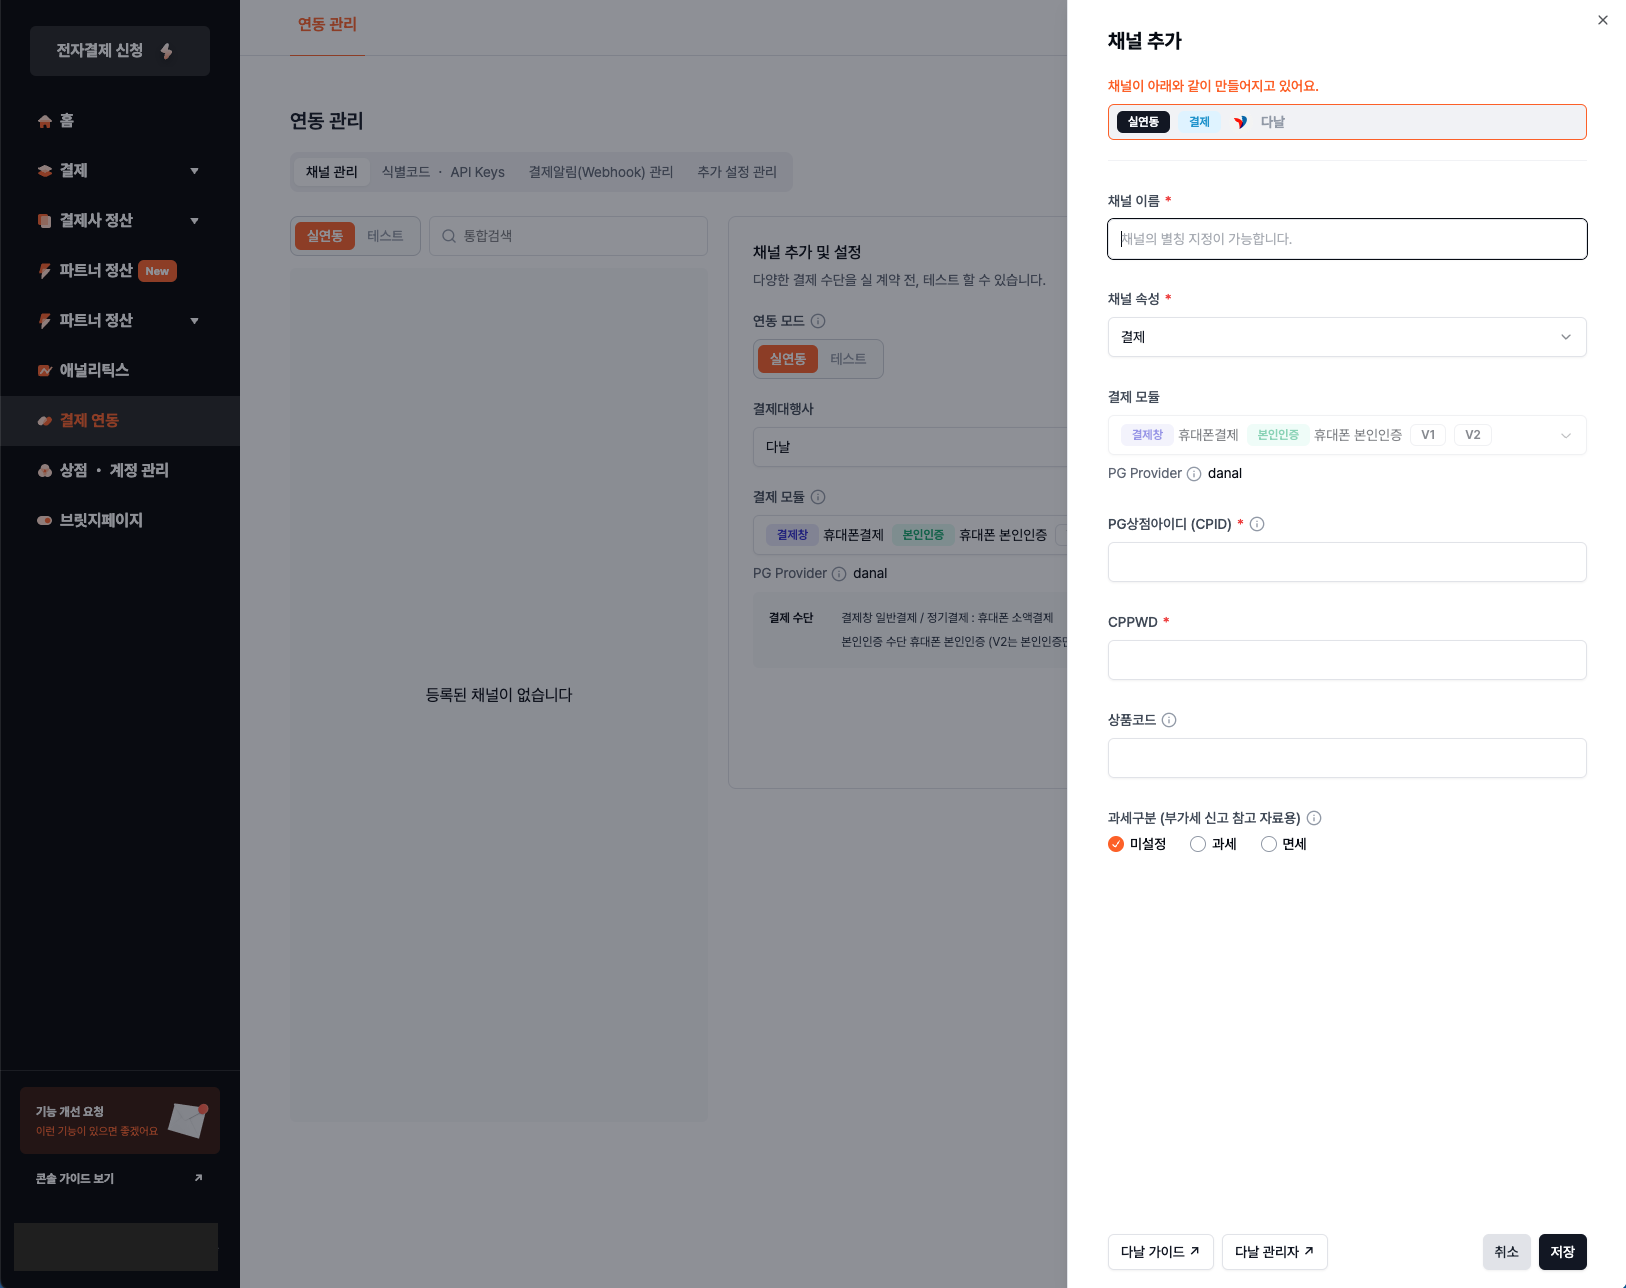 전자결제 신청
홈
결제
결제사 정산
파트너 정산 New
파트너 정산
애널리틱스
결제 연동
상점 · 계정 관리
브릿지페이지
기능 개선 요청
이런 기능이 있으면 좋겠어요
콘솔 가이드 보기
연동 관리
연동 관리
채널 관리 식별코드 · API Keys 결제알림(Webhook) 관리 추가 설정 관리
실연동 테스트 통합검색
등록된 채널이 없습니다
채널 추가 및 설정
다양한 결제 수단을 실 계약 전, 테스트 할 수 있습니다.
연동 모드
실연동 테스트
결제대행사
다날
결제 모듈
결제창 휴대폰결제 본인인증 휴대폰 본인인증
PG Provider danal
결제 수단 결제창 일반결제 / 정기결제 : 휴대폰 소액결제
본인인증 수단 휴대폰 본인인증 (V2는 본인인증만
채널 추가
채널이 아래와 같이 만들어지고 있어요.
실연동 결제 다날
채널 이름 *
채널의 별칭 지정이 가능합니다.
채널 속성 *
결제
결제 모듈
결제창 휴대폰결제 본인인증 휴대폰 본인인증 V1 V2
PG Provider danal
PG상점아이디 (CPID) *
CPPWD *
상품코드
과세구분 (부가세 신고 참고 자료용)
미설정 과세 면세
다날 가이드 다날 관리자 취소 저장